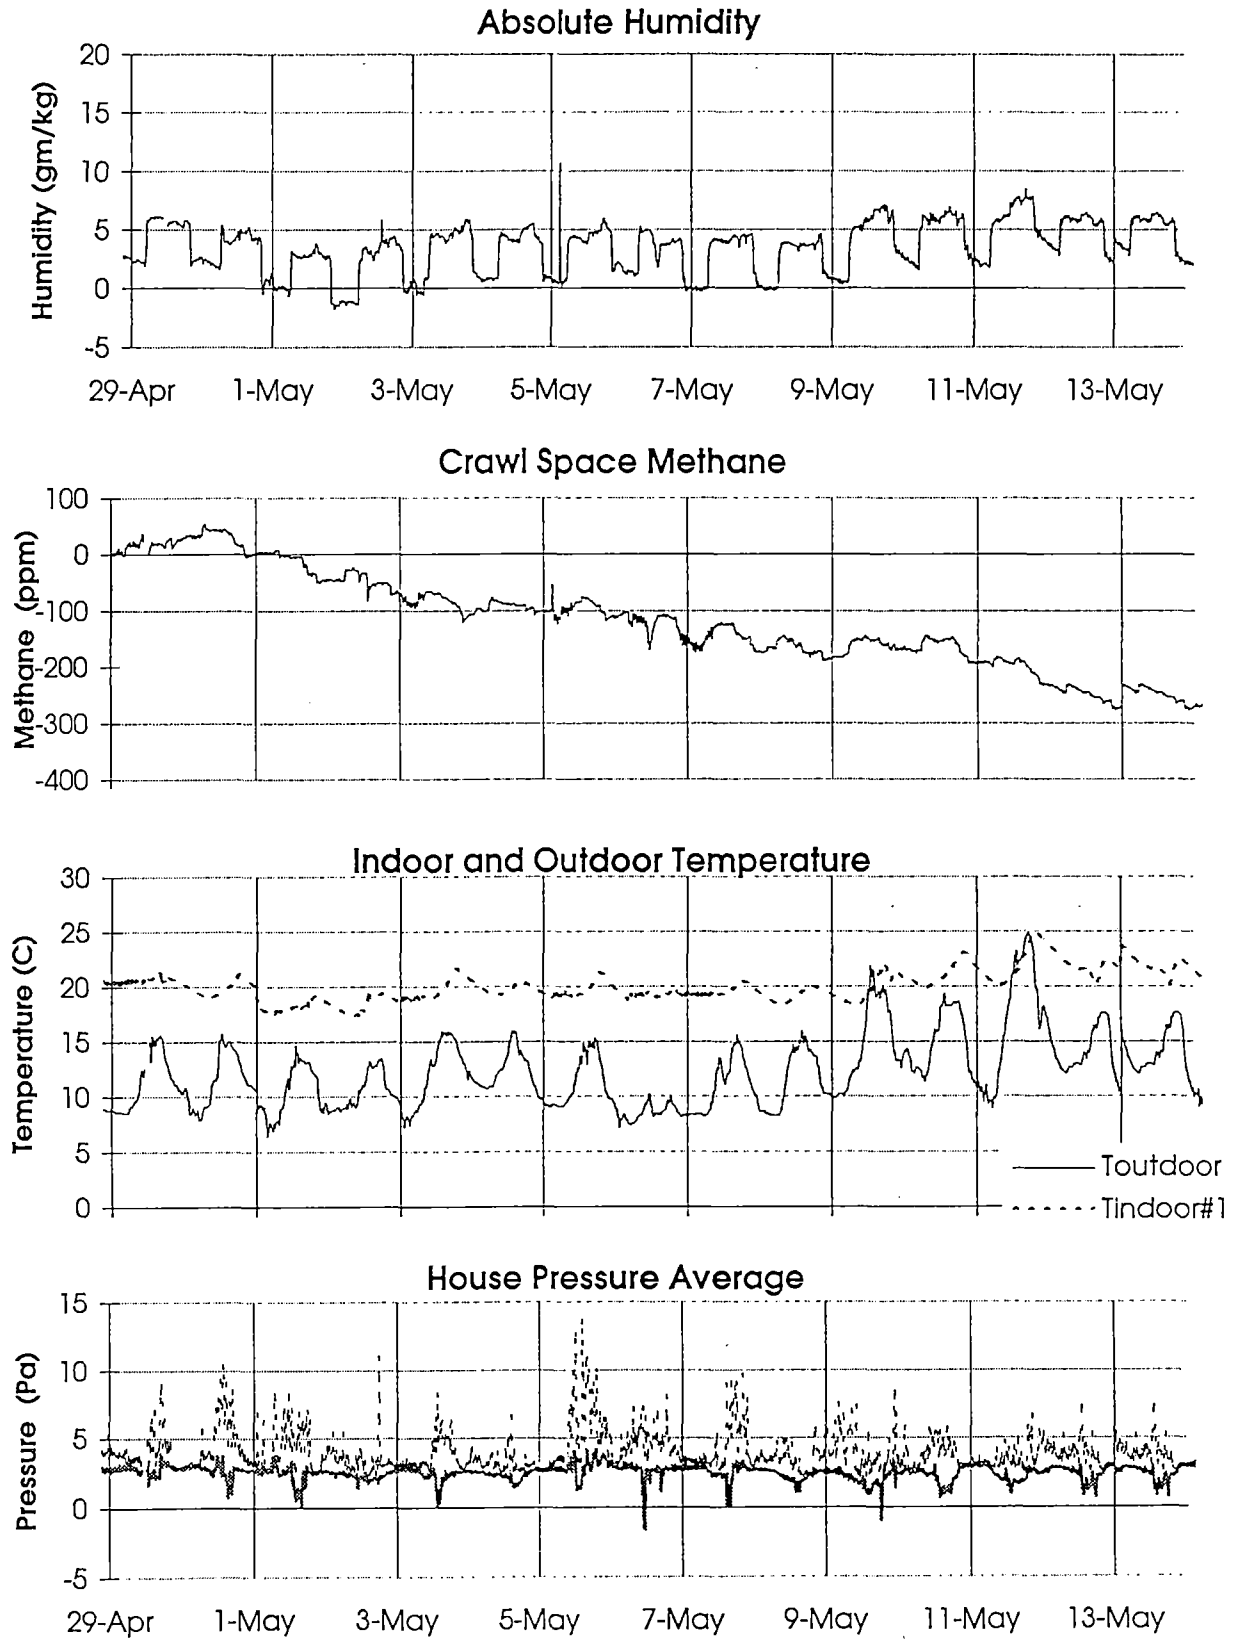 Absolute Humidity
Humidity (gm/kg)
20
15
10
5
0
-5
29-Apr 1-May 3-May 5-May 7-May 9-May 11-May 13-May
Crawl Space Methane
Methane (ppm)
100
0
-100
-200
-300
-400
Indoor and Outdoor Temperature
Temperature (C)
30
25
20
15
10
5
0
Toutdoor
Tindoor#1
House Pressure Average
Pressure (Pa)
15
10
5
0
-5
29-Apr 1-May 3-May 5-May 7-May 9-May 11-May 13-May